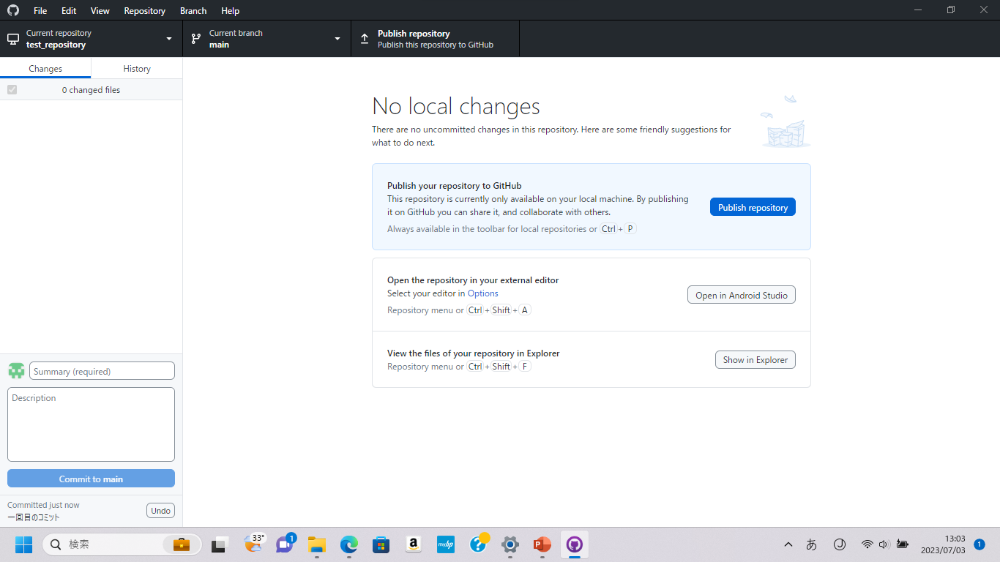 File Edit View Repository Branch Help
Current repository
test_repository
Current branch
main
Publish repository
Publish this repository to GitHub
Changes History
0 changed files
No local changes
There are no uncommitted changes in this repository. Here are some friendly suggestions for
what to do next.
Publish your repository to GitHub
This repository is currently only available on your local machine. By publishing
it on GitHub you can share it, and collaborate with others.
Always available in the toolbar for local repositories or Ctrl + P
Publish repository
Open the repository in your external editor
Select your editor in Options
Repository menu or Ctrl + Shift + A
Open in Android Studio
View the files of your repository in Explorer
Repository menu or Ctrl + Shift + F
Show in Explorer
Summary (required)
Description
Commit to main
Committed just now
一回目のコミット
Undo
検索
33°
1
a
myhp
?
P
あ
J
13:03
2023/07/03
1